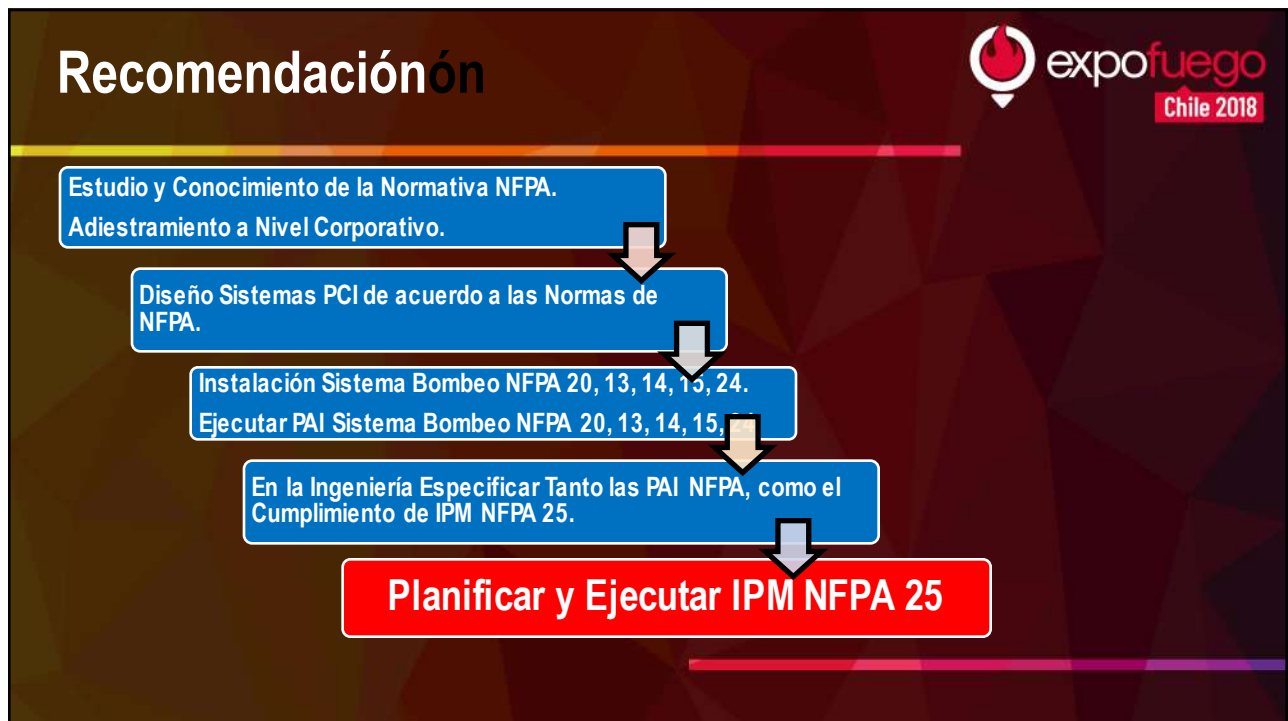 Recomendaciónón
expofuego
Chile 2018
Estudio y Conocimiento de la Normativa NFPA.
Adiestramiento a Nivel Corporativo.
Diseño Sistemas PCI de acuerdo a las Normas de
NFPA.
Instalación Sistema Bombeo NFPA 20, 13, 14, 15, 24.
Ejecutar PAI Sistema Bombeo NFPA 20, 13, 14, 15, 24
En la Ingeniería Especificar Tanto las PAI NFPA, como el
Cumplimiento de IPM NFPA 25.
Planificar y Ejecutar IPM NFPA 25